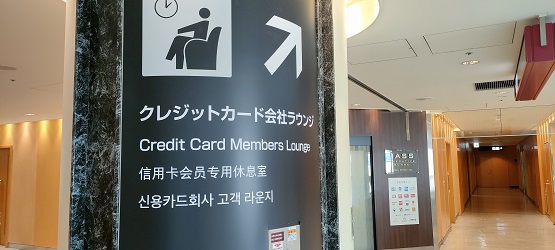 クレジットカード会社ラウンジ
Credit Card Members Lounge
信用卡会员专用休息室
신용카드회사 고객 라운지